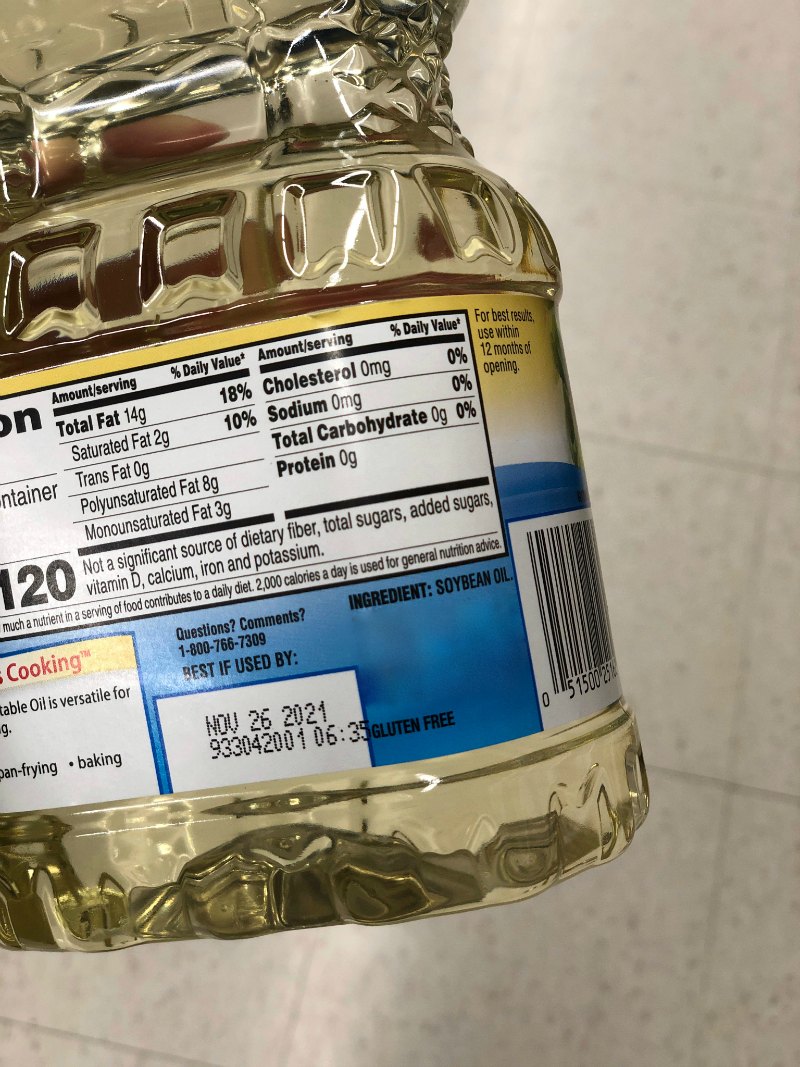 on
ntainer
120
Amount/serving % Daily Value*
Total Fat 14g 18%
Saturated Fat 2g 10%
Trans Fat 0g
Polyunsaturated Fat 8g
Monounsaturated Fat 3g
Amount/serving % Daily Value*
Cholesterol 0mg 0%
Sodium 0mg 0%
Total Carbohydrate 0g 0%
Protein 0g
Not a significant source of dietary fiber, total sugars, added sugars,
vitamin D, calcium, iron and potassium.
much a nutrient in a serving of food contributes to a daily diet. 2,000 calories a day is used for general nutrition advice.
For best results,
use within
12 months of
opening.
INGREDIENT: SOYBEAN OIL.
Questions? Comments?
1-800-766-7309
BEST IF USED BY:
NOV 26 2021
933042001 06:35
GLUTEN FREE
s Cooking™
table Oil is versatile for
g.
pan-frying • baking
0 51500 251